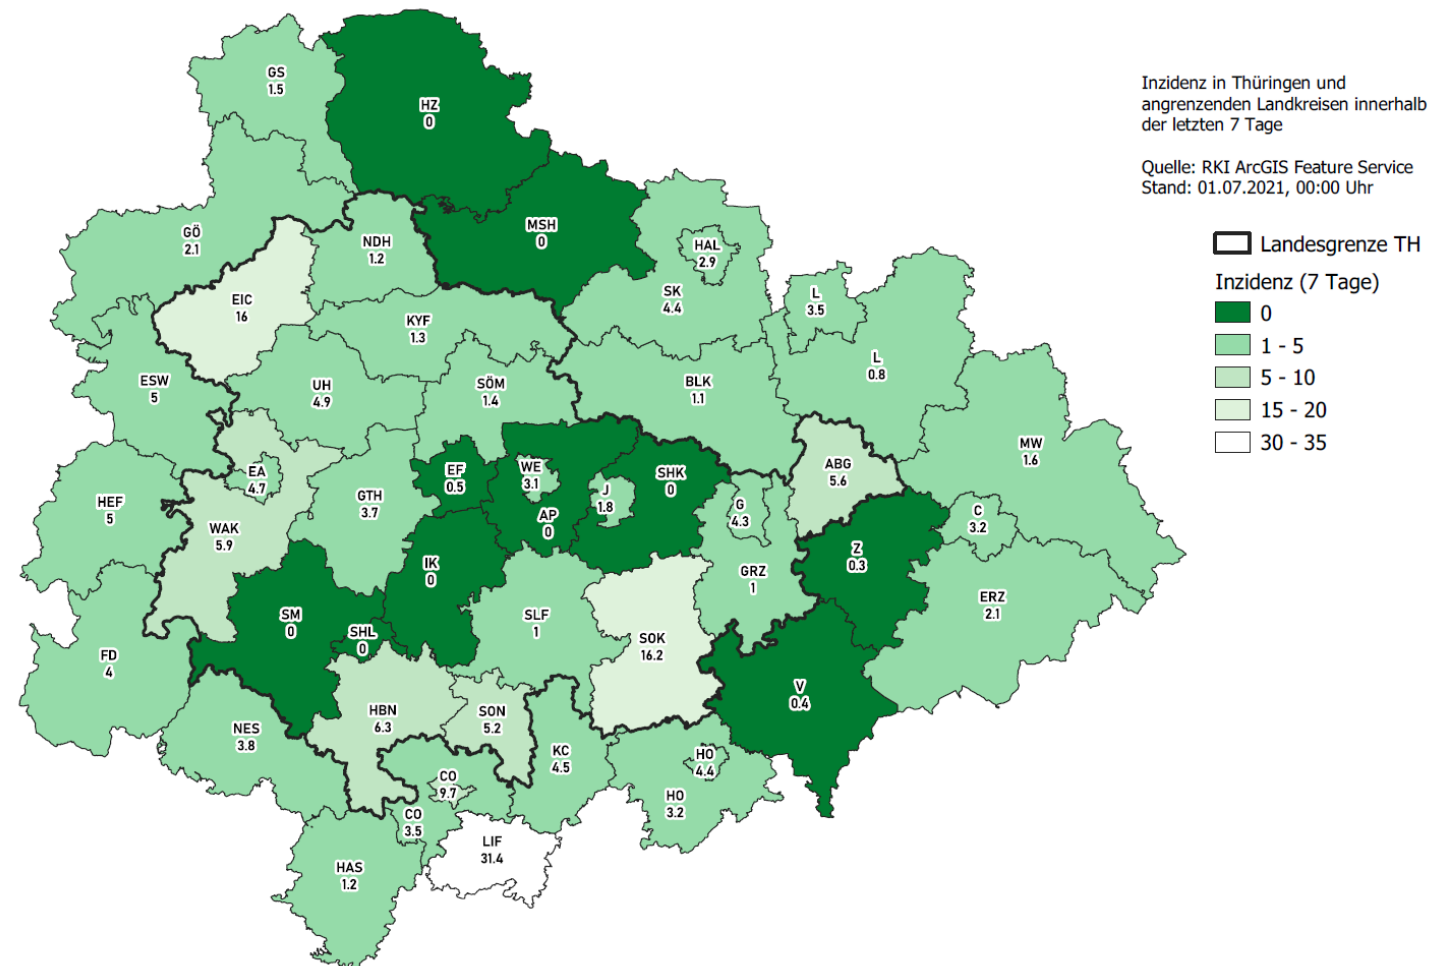 GS
1.5
HZ
0
Inzidenz in Thüringen und
angrenzenden Landkreisen innerhalb
der letzten 7 Tage
Quelle: RKI ArcGIS Feature Service
Stand: 01.07.2021, 00:00 Uhr
Landesgrenze TH
Inzidenz (7 Tage)
0
1 - 5
5 - 10
15 - 20
30 - 35
GÖ
2.1
NDH
1.2
MSH
0
HAL
2.9
EIC
16
KYF
1.3
SK
4.4
L
3.5
L
0.8
ESW
5
UH
4.9
SÖM
1.4
BLK
1.1
MW
1.6
HEF
5
EA
4.7
WAK
5.9
GTH
3.7
EF
0.5
WE
3.1
AP
0
J
1.8
SHK
0
G
4.3
ABG
5.6
C
3.2
Z
0.3
IK
0
GRZ
1
ERZ
2.1
SM
0
SHL
0
SLF
1
SOK
16.2
FD
4
V
0.4
NES
3.8
HBN
6.3
SON
5.2
KC
4.5
HO
4.4
CO
9.7
HO
3.2
CO
3.5
LIF
31.4
HAS
1.2